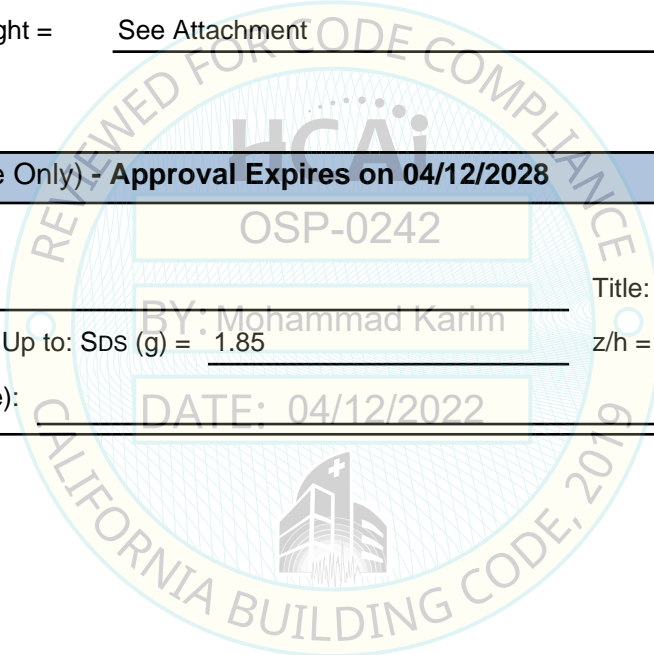 ght = See Attachment
REVIEWED FOR CODE COMPLIANCE
HCAi
e Only) - Approval Expires on 04/12/2028
OSP-0242
Title:
BY: Mohammad Karim
Up to: SDS (g) = 1.85 z/h =
e):
DATE: 04/12/2022
CALIFORNIA BUILDING CODE, 2019